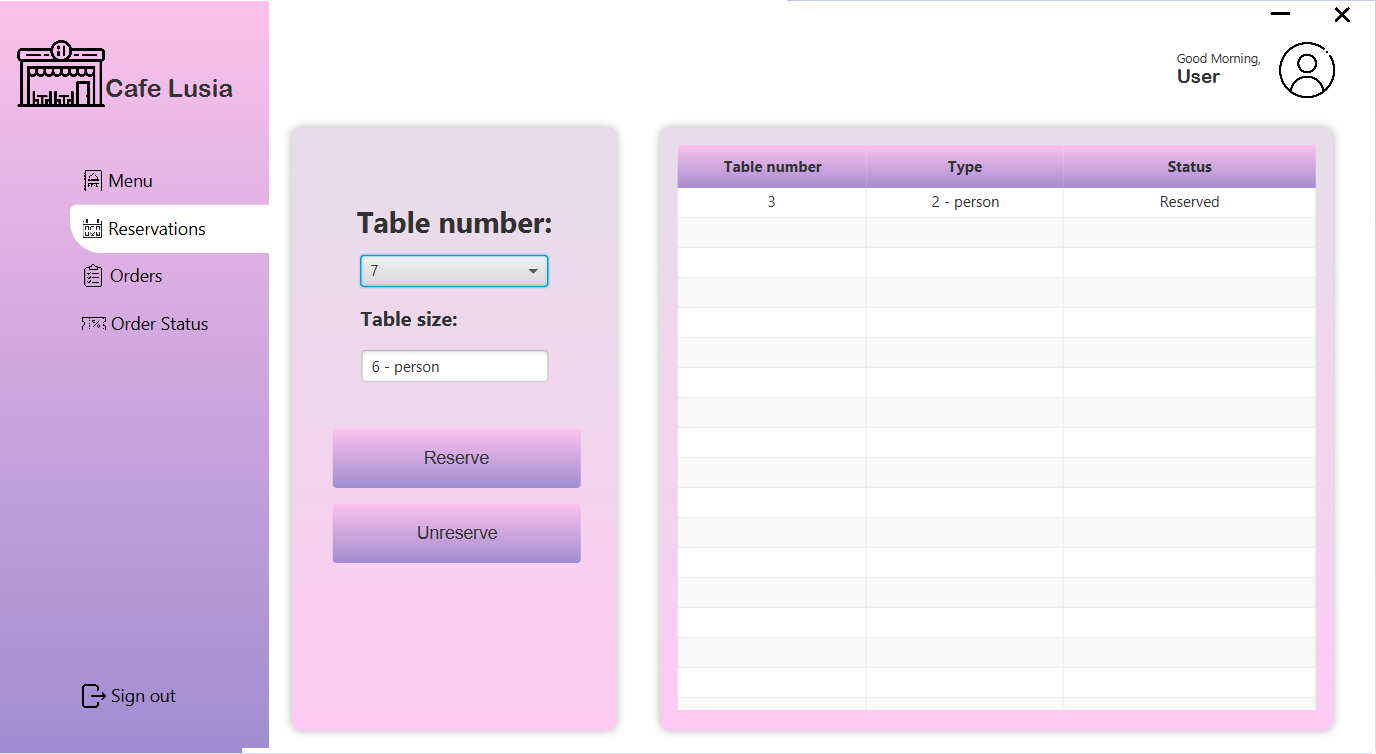 Good Morning,
User
Cafe Lusia
Menu
Reservations
Orders
Order Status
Sign out
Table number:
7
Table size:
6 - person
Reserve
Unreserve
Table number Type Status
3 2 - person Reserved